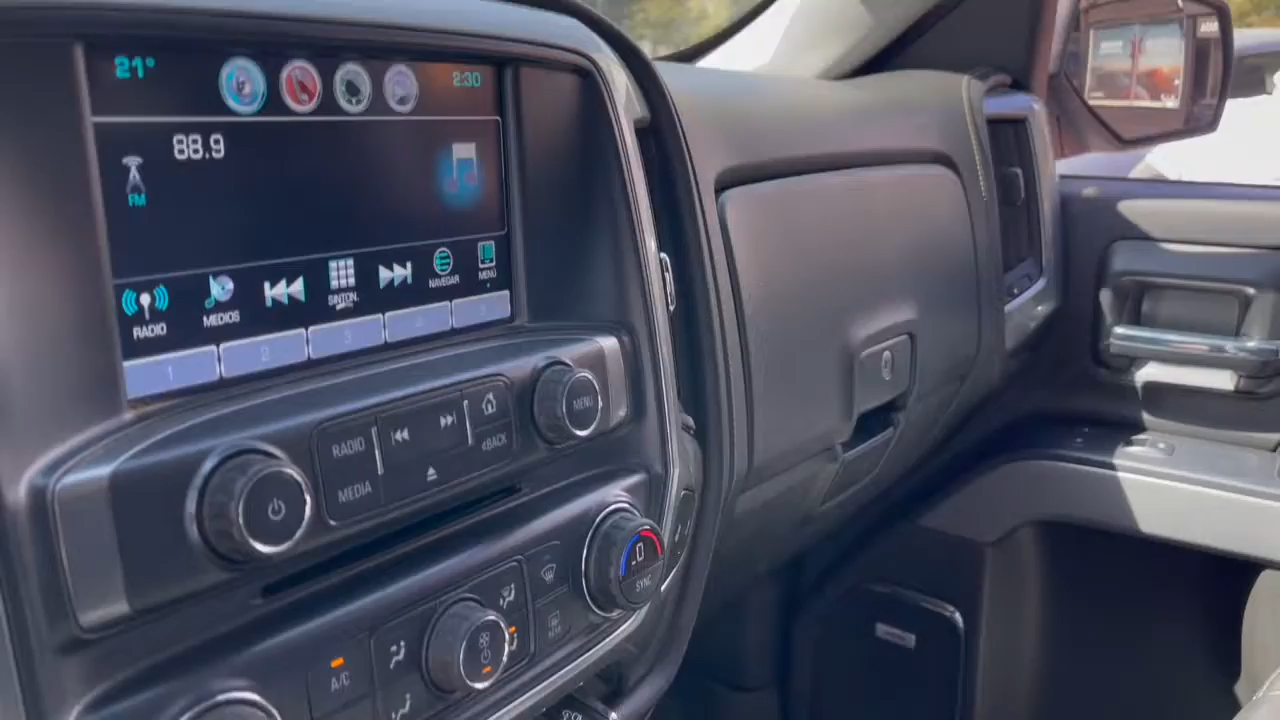 21°
2:30
88.9
FM
RADIO
MEDIOS
SINTON.
NAVEGAR
MENÚ
1
2
3
4
RADIO
MEDIA
<BACK
MENU
SYNC
A/C